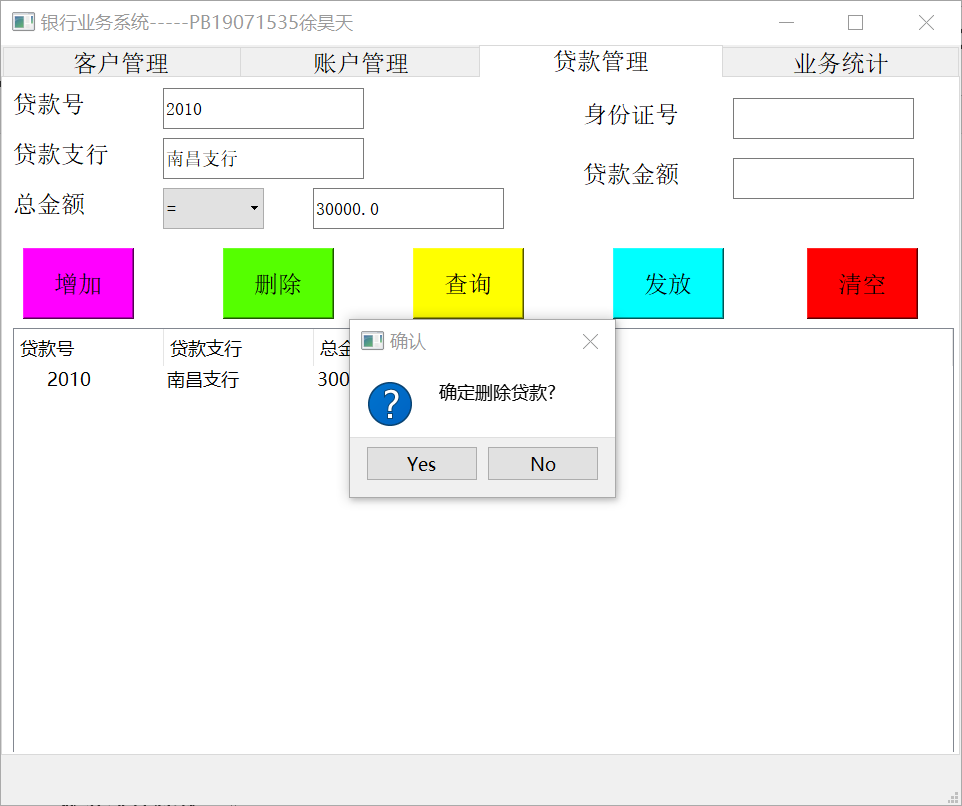 银行业务系统-----PB19071535徐昊天
客户管理 账户管理 贷款管理 业务统计
贷款号 2010
身份证号
贷款支行 南昌支行
贷款金额
总金额 = 30000.0
增加 删除 查询 发放 清空
贷款号 贷款支行 总金
2010 南昌支行 300
确认
确定删除贷款?
Yes No